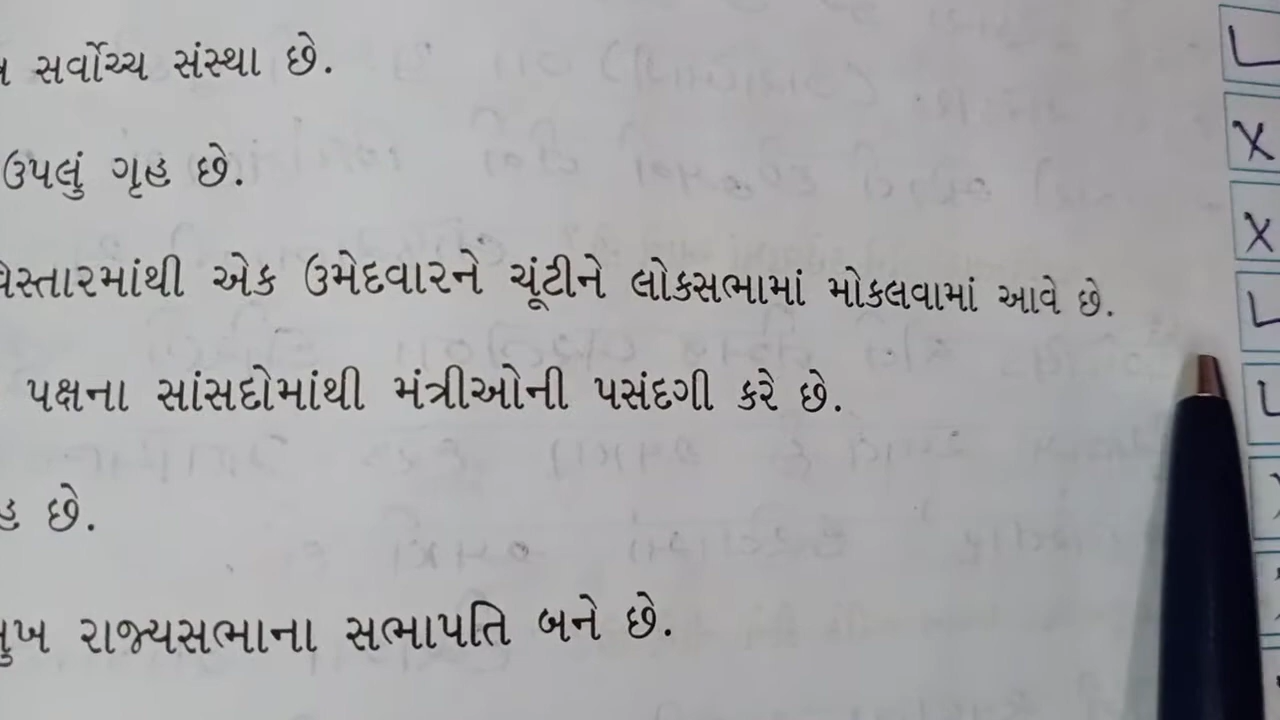 સર્વોચ્ચ સંસ્થા છે.
ઉપલું ગૃહ છે.
એક ઉમેદવારને ચૂંટીને લોકસભામાં મોકલવામાં આવે છે.
પક્ષના સાંસદોમાંથી મંત્રીઓની પસંદગી કરે છે.
છે.
રાજ્યસભાના સભાપતિ બને છે.